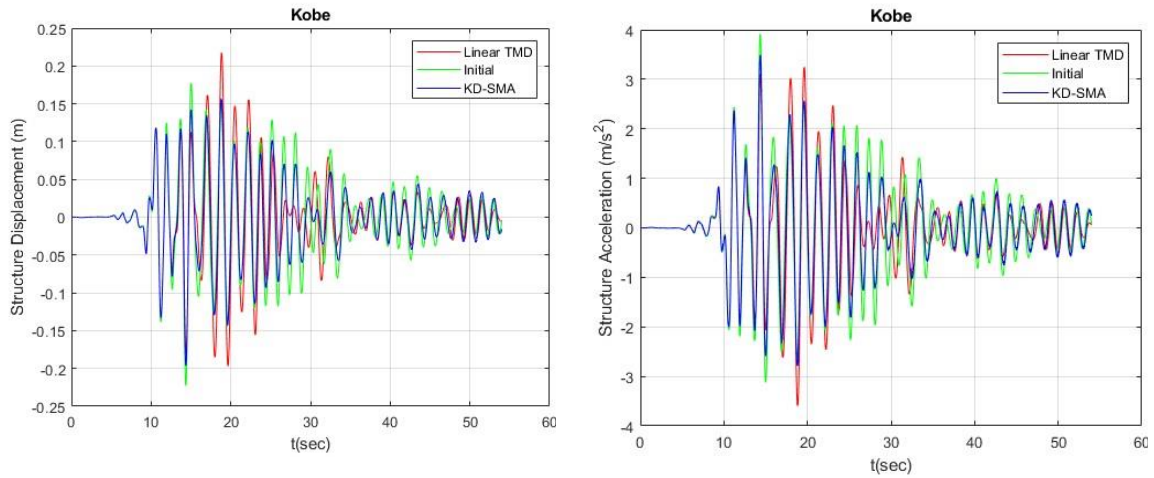 Kobe
Structure Displacement (m)
0.25
0.2
0.15
0.1
0.05
0
-0.05
-0.1
-0.15
-0.2
-0.25
Linear TMD
Initial
KD-SMA
0 10 20 30 40 50 60
t(sec)
Kobe
Structure Acceleration (m/s²)
4
3
2
1
0
-1
-2
-3
-4
Linear TMD
Initial
KD-SMA
0 10 20 30 40 50 60
t(sec)